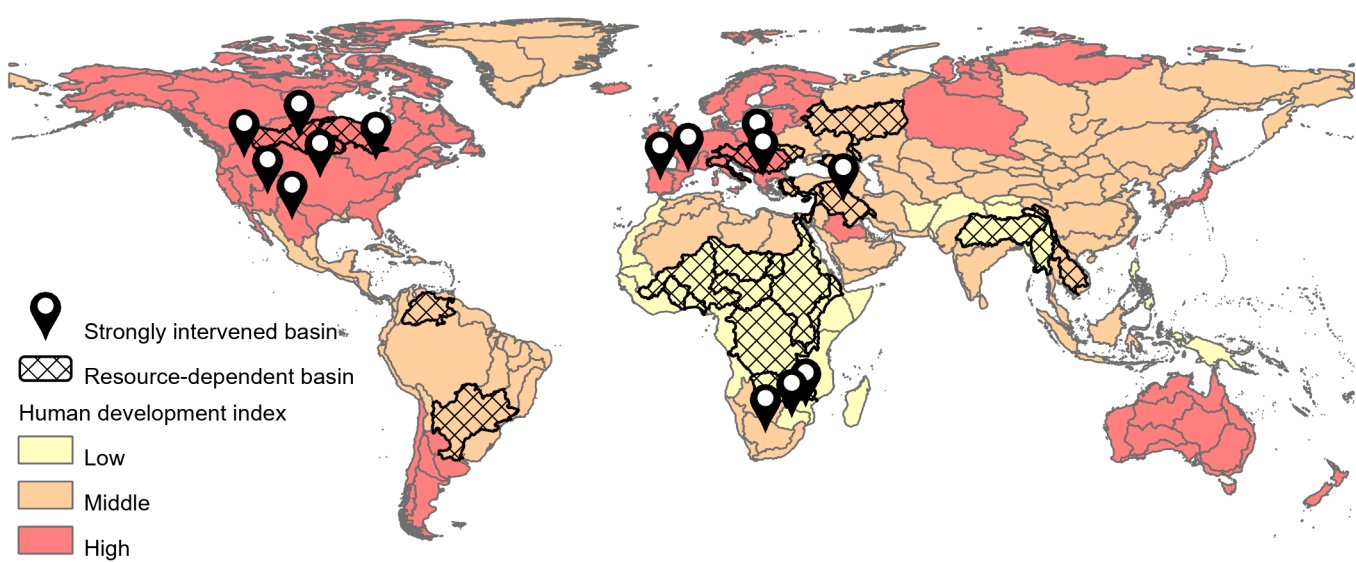 Strongly intervened basin
Resource-dependent basin
Human development index
Low
Middle
High